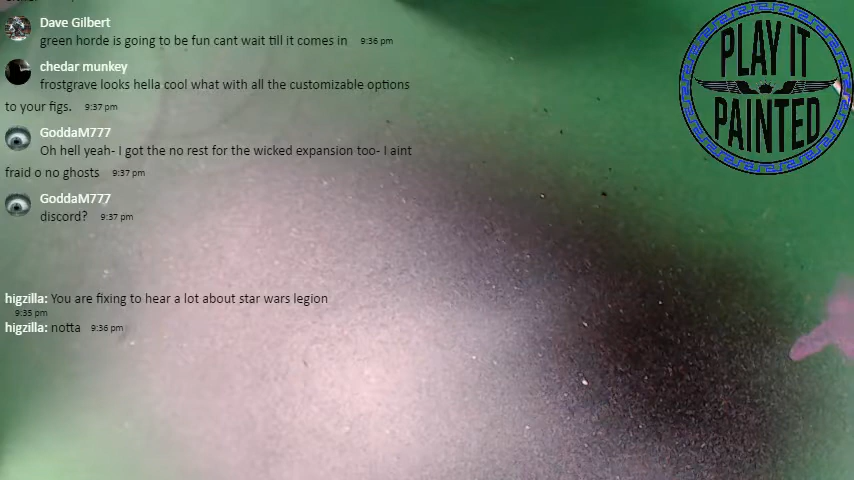 Dave Gilbert
green horde is going to be fun cant wait till it comes in 9:36 pm
chedar munkey
frostgrave looks hella cool what with all the customizable options
to your figs. 9:37 pm
GoddaM777
Oh hell yeah- I got the no rest for the wicked expansion too- I aint
fraid o no ghosts 9:37 pm
GoddaM777
discord? 9:37 pm
higzilla: You are fixing to hear a lot about star wars legion
9:35 pm
higzilla: notta 9:36 pm
PLAY IT
PAINTED